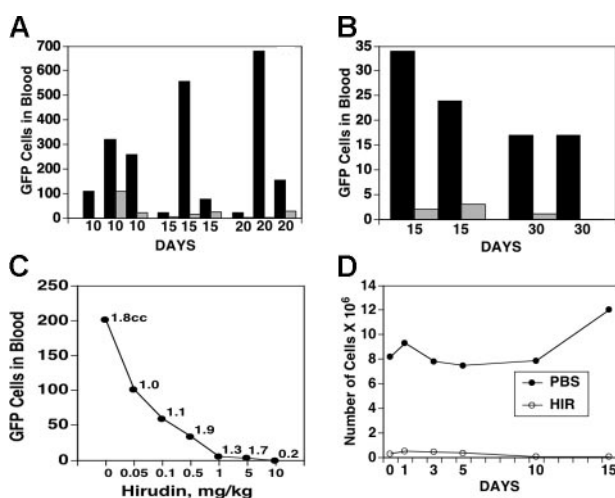 A
GFP Cells in Blood
700
600
500
400
300
200
100
0
10 10 10 15 15 15 20 20 20
DAYS
B
GFP Cells in Blood
35
30
25
20
15
10
5
0
15 15 30 30
DAYS
C
GFP Cells in Blood
250
200
150
100
50
0
1.8cc
1.0
1.1
1.9
1.3 1.7 0.2
0 0.05 0.1 0.5 1 5 10
Hirudin, mg/kg
D
Number of Cells X 10⁶
14
12
10
8
6
4
2
0
PBS
HIR
0 1 3 5 10 15
DAYS